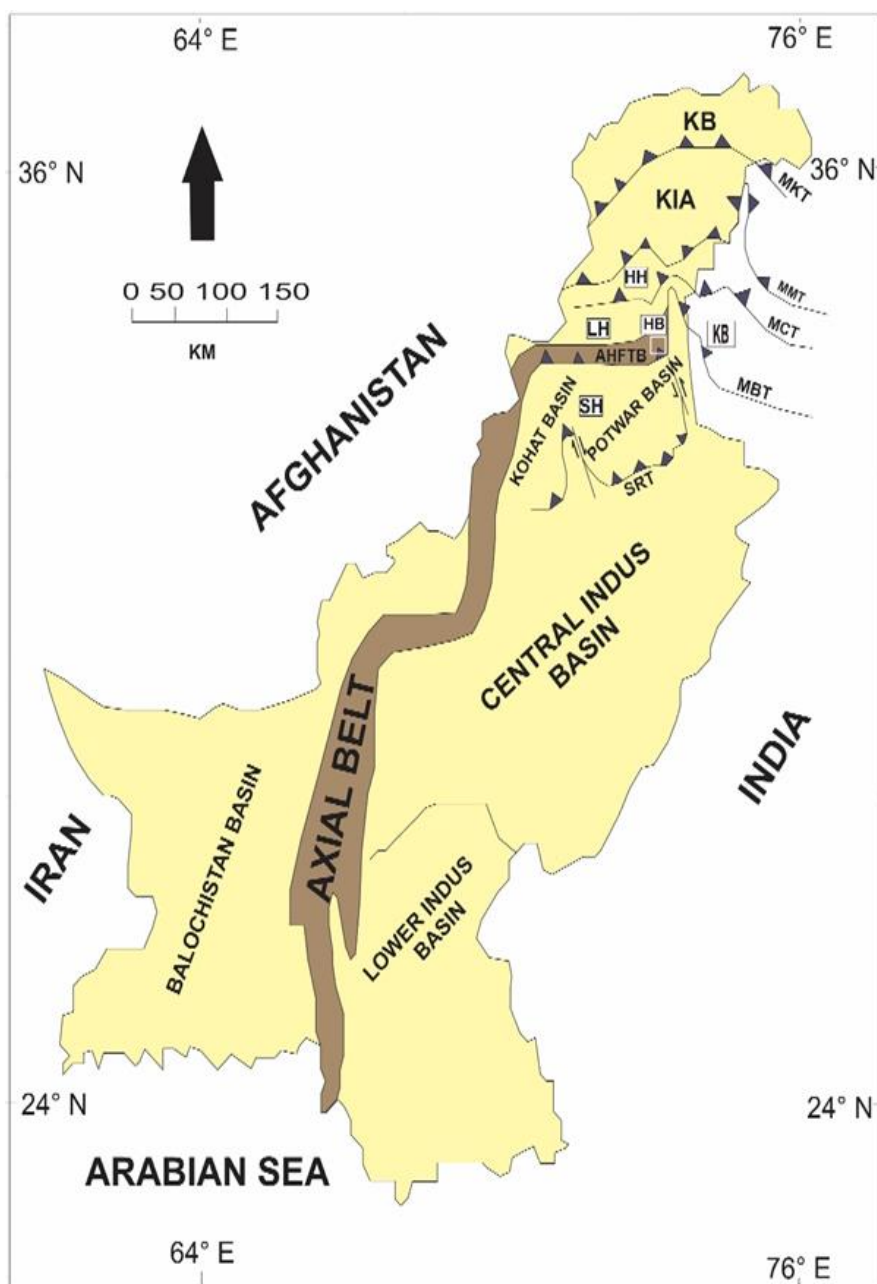 64° E
76° E
KB
36° N
36° N
MKT
KIA
HH
0 50 100 150
KM
MMT
LH
HB
KB
MCT
AHFTB
MBT
AFGHANISTAN
KOHAT BASIN
SH
POTWAR BASIN
SRT
CENTRAL INDUS
BASIN
AXIAL BELT
INDIA
IRAN
BALOCHISTAN BASIN
LOWER INDUS
BASIN
24° N
24° N
ARABIAN SEA
64° E
76° E